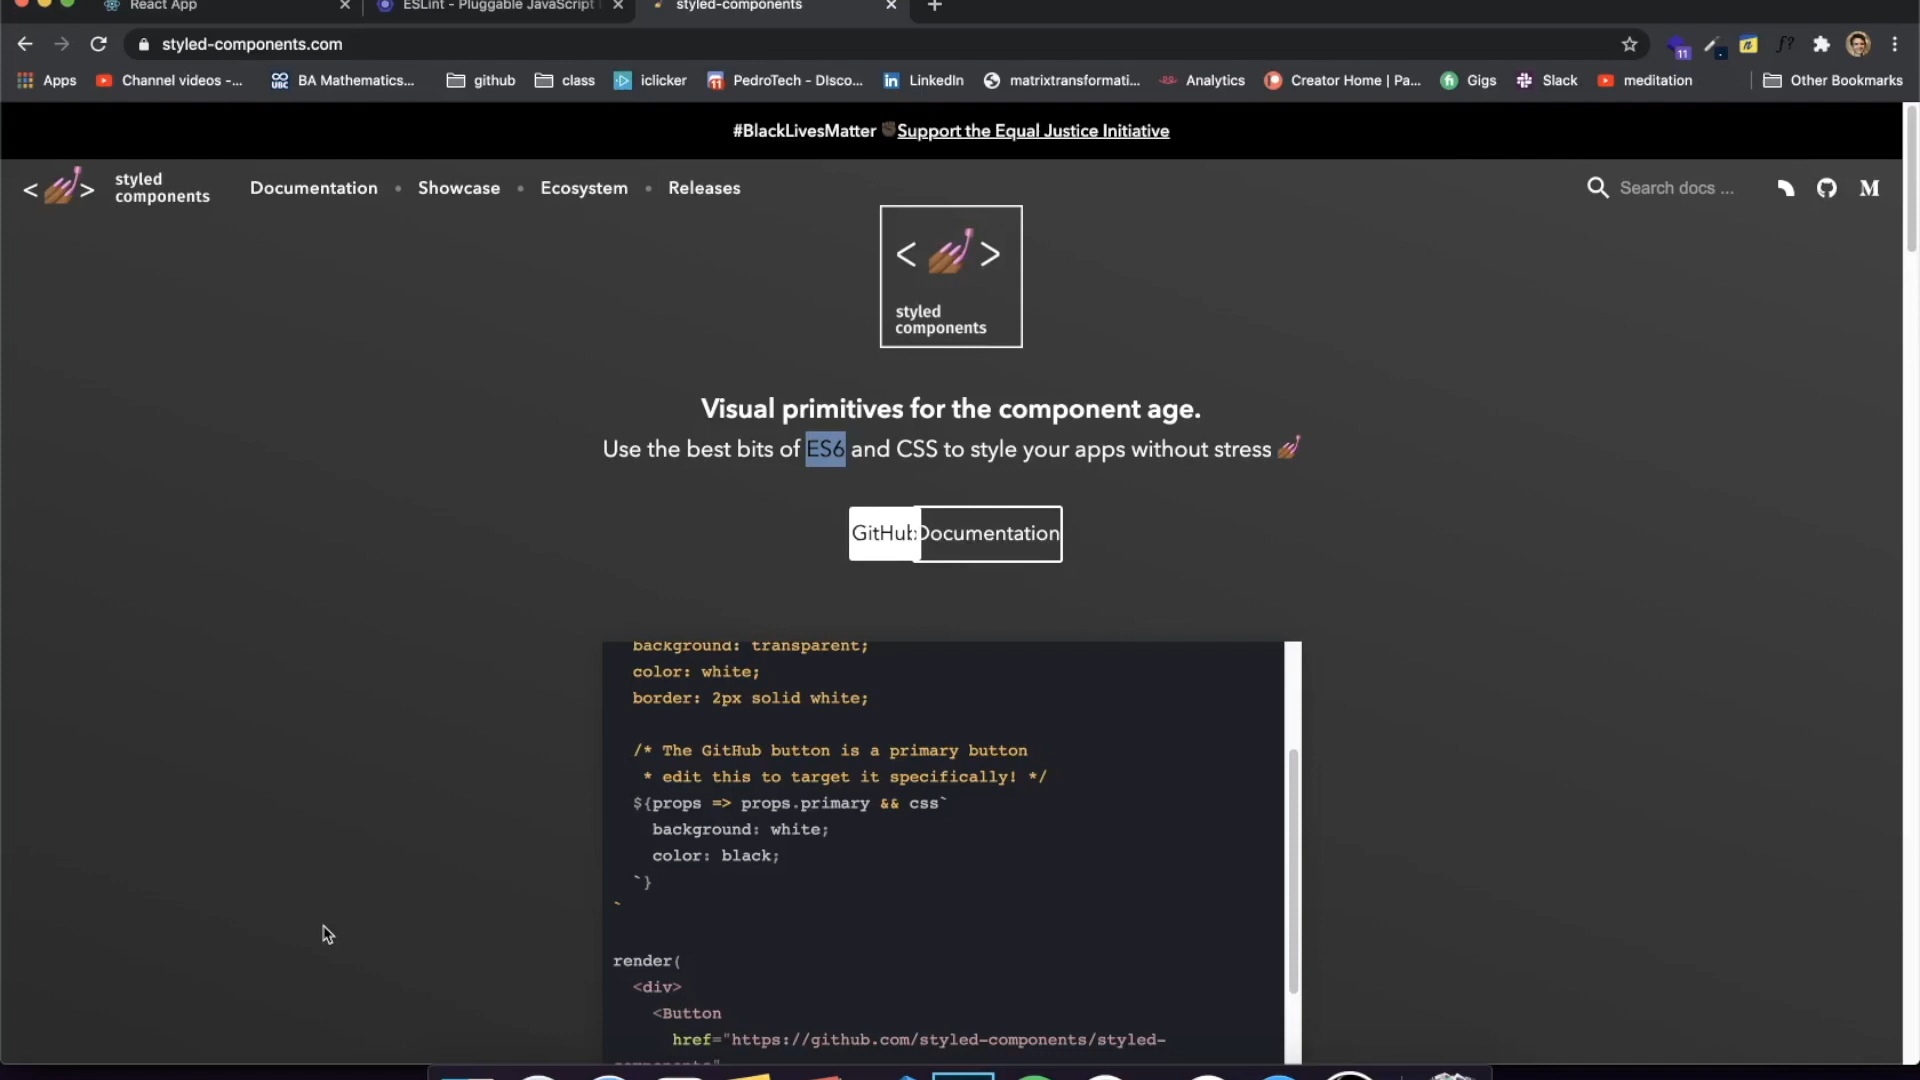 React App
ESLint - Pluggable JavaScript
styled-components
styled-components.com
11
n
f?
Apps
Channel videos -...
UBC
BA Mathematics...
github
class
iclicker
PedroTech - DIsco...
in
LinkedIn
matrixtransformati...
Analytics
Creator Home | Pa...
fi
Gigs
Slack
meditation
Other Bookmarks
#BlackLivesMatter ✊🏿Support the Equal Justice Initiative
< 💅🏾>
styled
components
Documentation • Showcase • Ecosystem • Releases
Search docs ...
M
< 💅🏾 >
styled
components
Visual primitives for the component age.
Use the best bits of ES6 and CSS to style your apps without stress 💅🏾
GitHub
Documentation
background: transparent;
color: white;
border: 2px solid white;
/* The GitHub button is a primary button
* edit this to target it specifically! */
${props => props.primary && css`
background: white;
color: black;
`}
`
render(
<div>
<Button
href="https://github.com/styled-components/styled-
components"